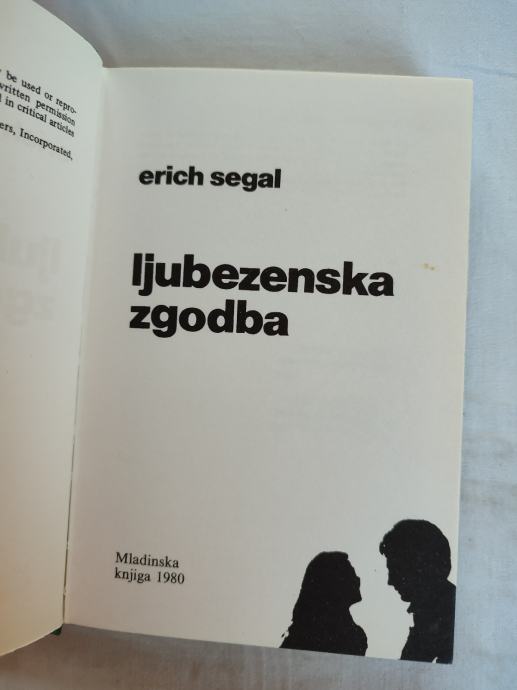 be used or repro-
written permission
in critical articles
ers, Incorporated,
erich segal
ljubezenska
zgodba
Mladinska
knjiga 1980